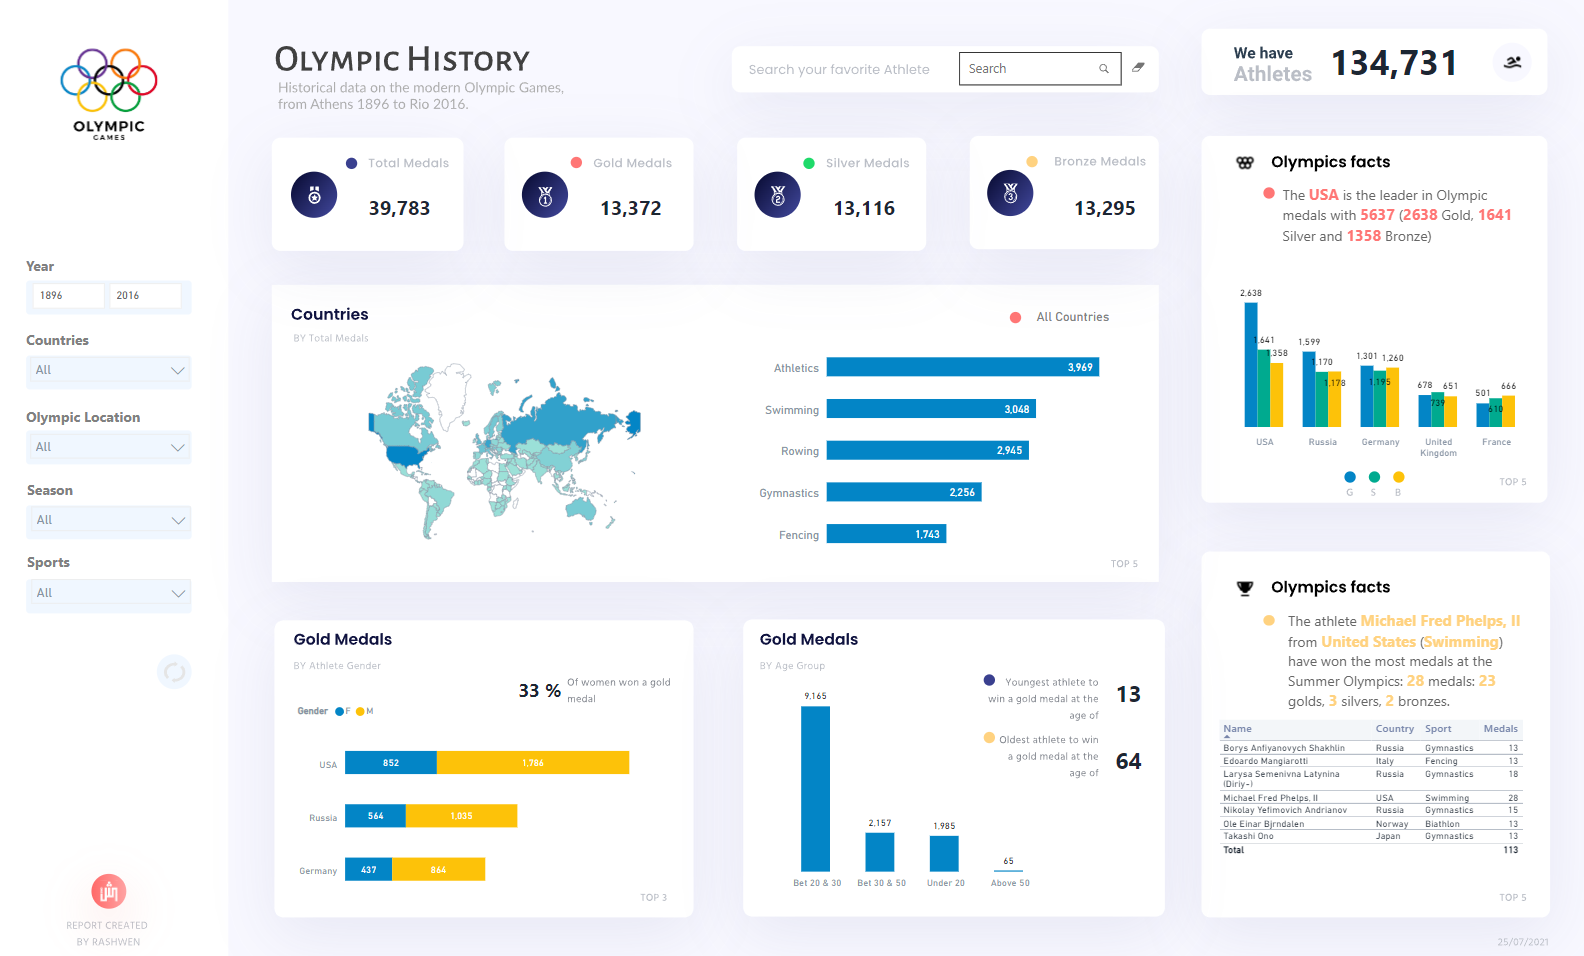 OLYMPIC
GAMES
Year
1896 2016
Countries
All
Olympic Location
All
Season
All
Sports
All
REPORT CREATED
BY RASHWEN
OLYMPIC HISTORY
Historical data on the modern Olympic Games,
from Athens 1896 to Rio 2016.
Search your favorite Athlete
Search
We have
Athletes
134,731
Total Medals
39,783
Gold Medals
1
13,372
Silver Medals
2
13,116
Bronze Medals
3
13,295
Countries
BY Total Medals
All Countries
Athletics 3,969
Swimming 3,048
Rowing 2,945
Gymnastics 2,256
Fencing 1,743
TOP 5
Olympics facts
The USA is the leader in Olympic
medals with 5637 (2638 Gold, 1641
Silver and 1358 Bronze)
2,638
1,641
1,358
1,599
1,170
1,178
1,301
1,195
1,260
678
739
651
501
610
666
USA Russia Germany United
Kingdom
France
G S B
TOP 5
Gold Medals
BY Athlete Gender
33 %
Of women won a gold
medal
Gender F M
USA 852 1,786
Russia 564 1,035
Germany 437 864
TOP 3
Gold Medals
BY Age Group
Youngest athlete to
win a gold medal at the
age of
13
Oldest athlete to win
a gold medal at the
age of
64
9,165
2,157
1,985
65
Bet 20 & 30 Bet 30 & 50 Under 20 Above 50
Olympics facts
The athlete Michael Fred Phelps, II
from United States (Swimming)
have won the most medals at the
Summer Olympics: 28 medals: 23
golds, 3 silvers, 2 bronzes.
Name Country Sport Medals
Borys Anfiyanovych Shakhlin Russia Gymnastics 13
Edoardo Mangiarotti Italy Fencing 13
Larysa Semenivna Latynina Russia Gymnastics 18
(Diriy-)
Michael Fred Phelps, II USA Swimming 28
Nikolay Yefimovich Andrianov Russia Gymnastics 15
Ole Einar Bjrndalen Norway Biathlon 13
Takashi Ono Japan Gymnastics 13
Total 113
TOP 5
25/07/2021